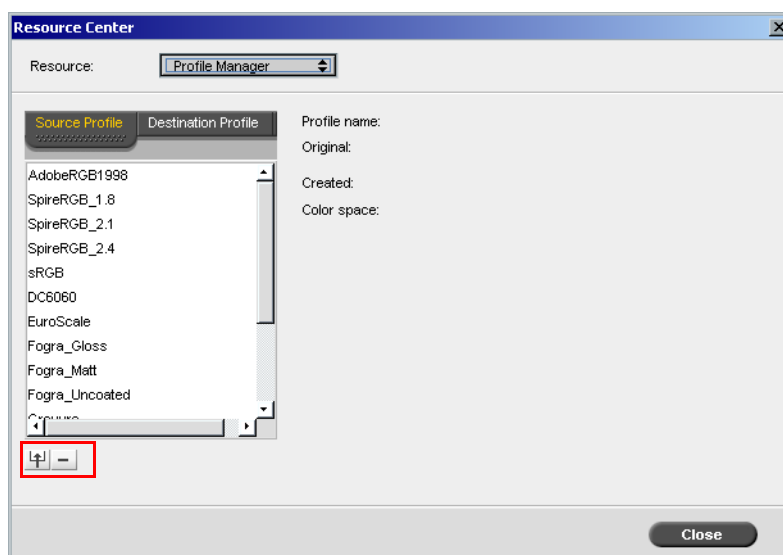 Resource Center
Resource: Profile Manager
Source Profile Destination Profile
Profile name:
Original:
Created:
Color space:
AdobeRGB1998
SpireRGB_1.8
SpireRGB_2.1
SpireRGB_2.4
sRGB
DC6060
EuroScale
Fogra_Gloss
Fogra_Matt
Fogra_Uncoated
Close